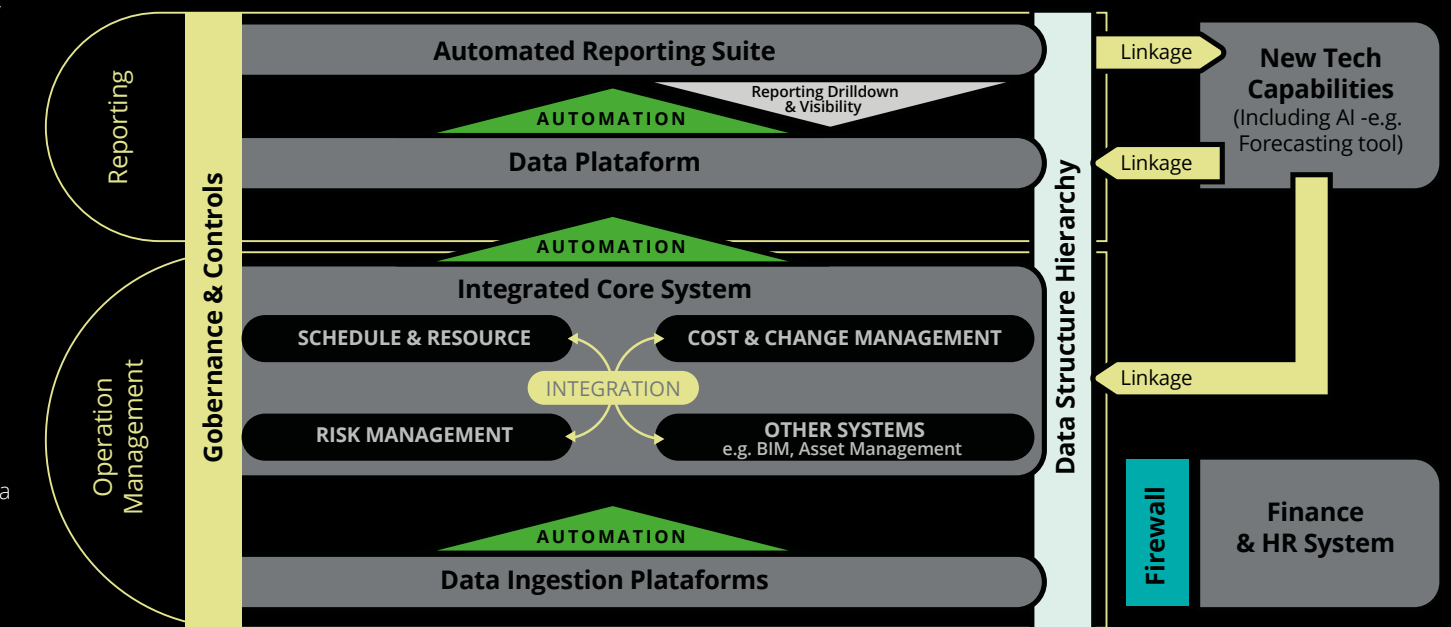 Reporting
Gobernance & Controls
Automated Reporting Suite
Reporting Drilldown
& Visibility
AUTOMATION
Data Plataform
Operation
Management
AUTOMATION
Integrated Core System
SCHEDULE & RESOURCE
COST & CHANGE MANAGEMENT
INTEGRATION
RISK MANAGEMENT
OTHER SYSTEMS
e.g. BIM, Asset Management
a
AUTOMATION
Data Ingestion Plataforms
Data Structure Hierarchy
Linkage
New Tech
Capabilities
(Including AI -e.g.
Forecasting tool)
Linkage
Linkage
Firewall
Finance
& HR System